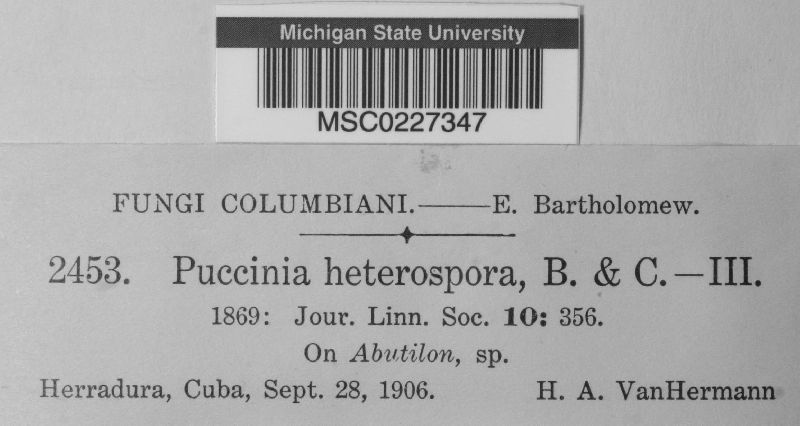 Michigan State University
MSC0227347
FUNGI COLUMBIANI.——E. Bartholomew.
2453. Puccinia heterospora, B. & C.—III.
1869: Jour. Linn. Soc. 10: 356.
On Abutilon, sp.
Herradura, Cuba, Sept. 28, 1906. H. A. VanHermann